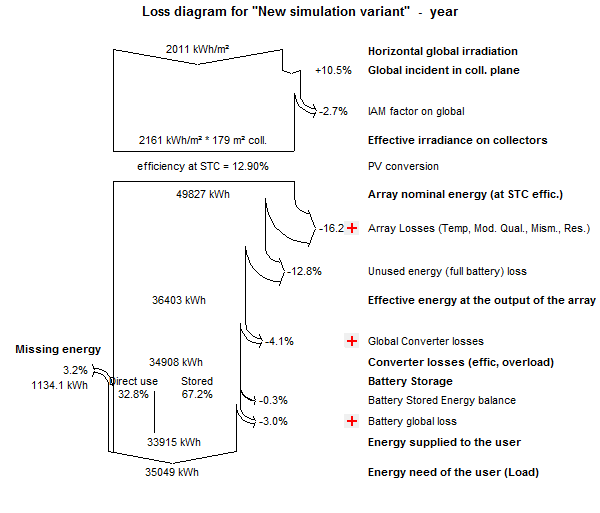 Loss diagram for "New simulation variant" - year
2011 kWh/m² Horizontal global irradiation
+10.5% Global incident in coll. plane
-2.7% IAM factor on global
2161 kWh/m² * 179 m² coll. Effective irradiance on collectors
efficiency at STC = 12.90% PV conversion
49827 kWh Array nominal energy (at STC effic.)
-16.2 Array Losses (Temp, Mod. Qual., Mism., Res.)
-12.8% Unused energy (full battery) loss
36403 kWh Effective energy at the output of the array
-4.1% Global Converter losses
Missing energy
34908 kWh Converter losses (effic, overload)
3.2% Direct use Stored Battery Storage
1134.1 kWh 32.8% 67.2% -0.3% Battery Stored Energy balance
-3.0% Battery global loss
33915 kWh Energy supplied to the user
35049 kWh Energy need of the user (Load)